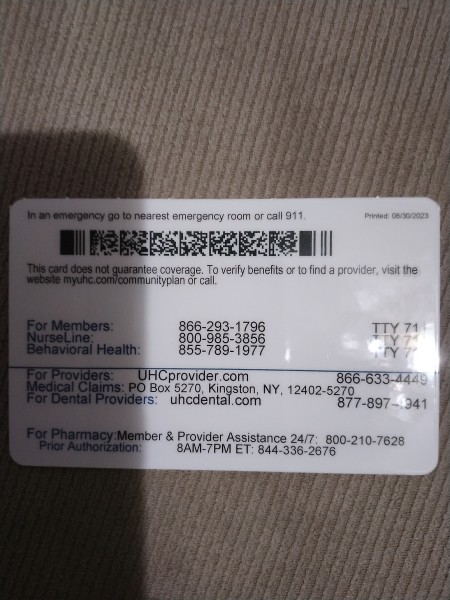 In an emergency go to nearest emergency room or call 911.
Printed: 08/30/2023
This card does not guarantee coverage. To verify benefits or to find a provider, visit the
website myuhc.com/communityplan or call.
For Members: 866-293-1796 TTY
NurseLine: 800-985-3856 TTY
Behavioral Health: 855-789-1977 TTY
For Providers: UHCprovider.com 866-633-4449
Medical Claims: PO Box 5270, Kingston, NY, 12402-5270
For Dental Providers: uhcdental.com
For Pharmacy:Member & Provider Assistance 24/7: 800-210-7628
Prior Authorization: 8AM-7PM ET: 844-336-2676